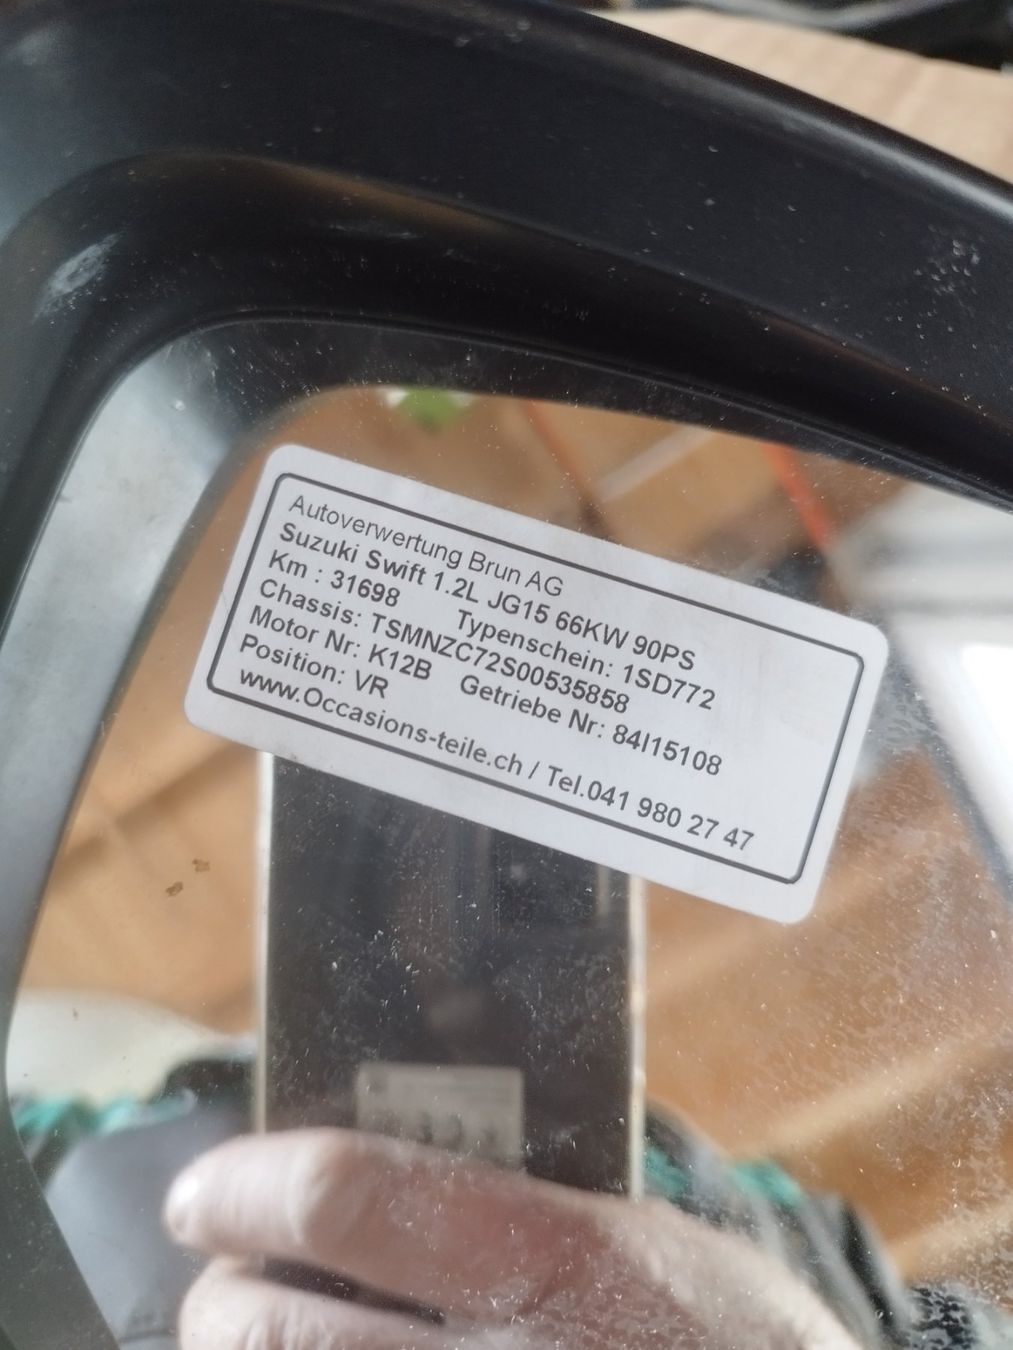 Autoverwertung Brun AG
Suzuki Swift 1.2L JG15 66KW 90PS
Km : 31698 Typenschein: 1SD772
Chassis: TSMNZC72S00535858
Motor Nr: K12B Getriebe Nr: 84I15108
Position: VR
www.Occasions-teile.ch / Tel.041 980 27 47